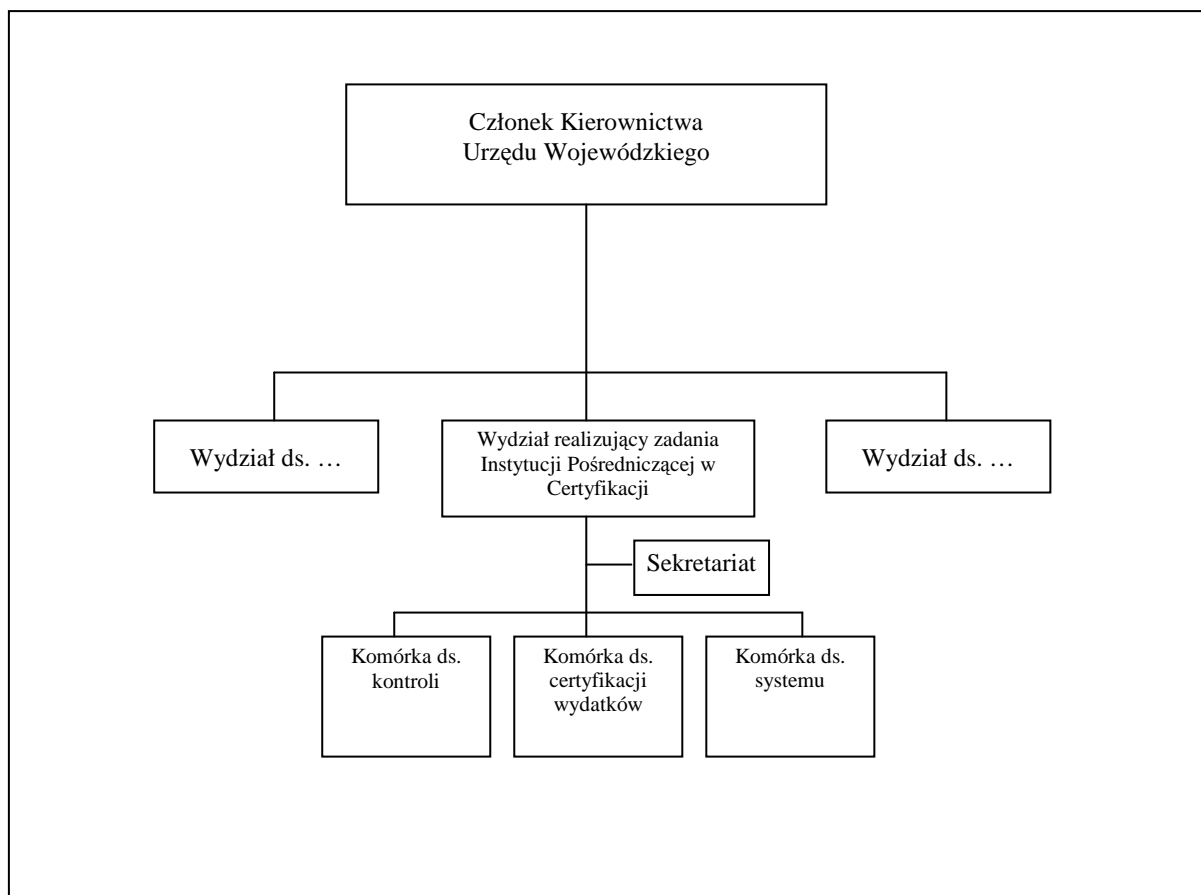 Członek Kierownictwa
Urzędu Wojewódzkiego
Wydział ds. …
Wydział realizujący zadania
Instytucji Pośredniczącej w
Certyfikacji
Wydział ds. …
Sekretariat
Komórka ds.
kontroli
Komórka ds.
certyfikacji
wydatków
Komórka ds.
systemu